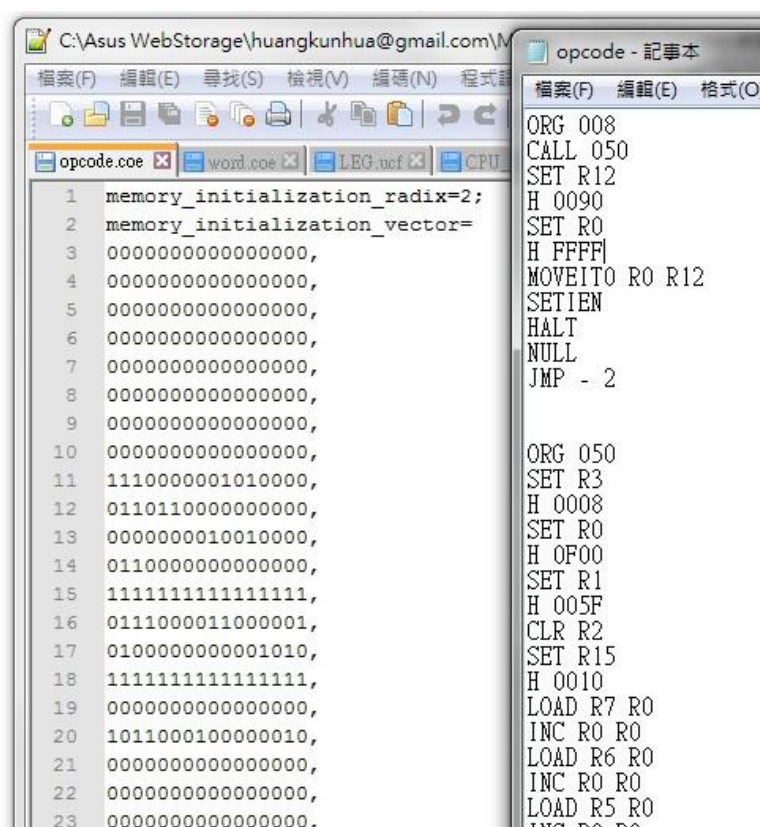 C:\Asus WebStorage\huangkunhua@gmail.com\M
檔案(F) 編輯(E) 尋找(S) 檢視(V) 編碼(N) 程式語
opcode.coe word.coe LEG.ucf CPU_
1 memory_initialization_radix=2;
2 memory_initialization_vector=
3 0000000000000000,
4 0000000000000000,
5 0000000000000000,
6 0000000000000000,
7 0000000000000000,
8 0000000000000000,
9 0000000000000000,
10 0000000000000000,
11 1110000001010000,
12 0110110000000000,
13 0000000010010000,
14 0110000000000000,
15 1111111111111111,
16 0111000011000001,
17 0100000000001010,
18 1111111111111111,
19 0000000000000000,
20 1011000100000010,
21 0000000000000000,
22 0000000000000000,
23 0000000000000000,
opcode - 記事本
檔案(F) 編輯(E) 格式(O)
ORG 008
CALL 050
SET R12
H 0090
SET R0
H FFFF
MOVEITO R0 R12
SETIEN
HALT
NULL
JMP - 2
ORG 050
SET R3
H 0008
SET R0
H 0F00
SET R1
H 005F
CLR R2
SET R15
H 0010
LOAD R7 R0
INC R0 R0
LOAD R6 R0
INC R0 R0
LOAD R5 R0
INC R0 R0